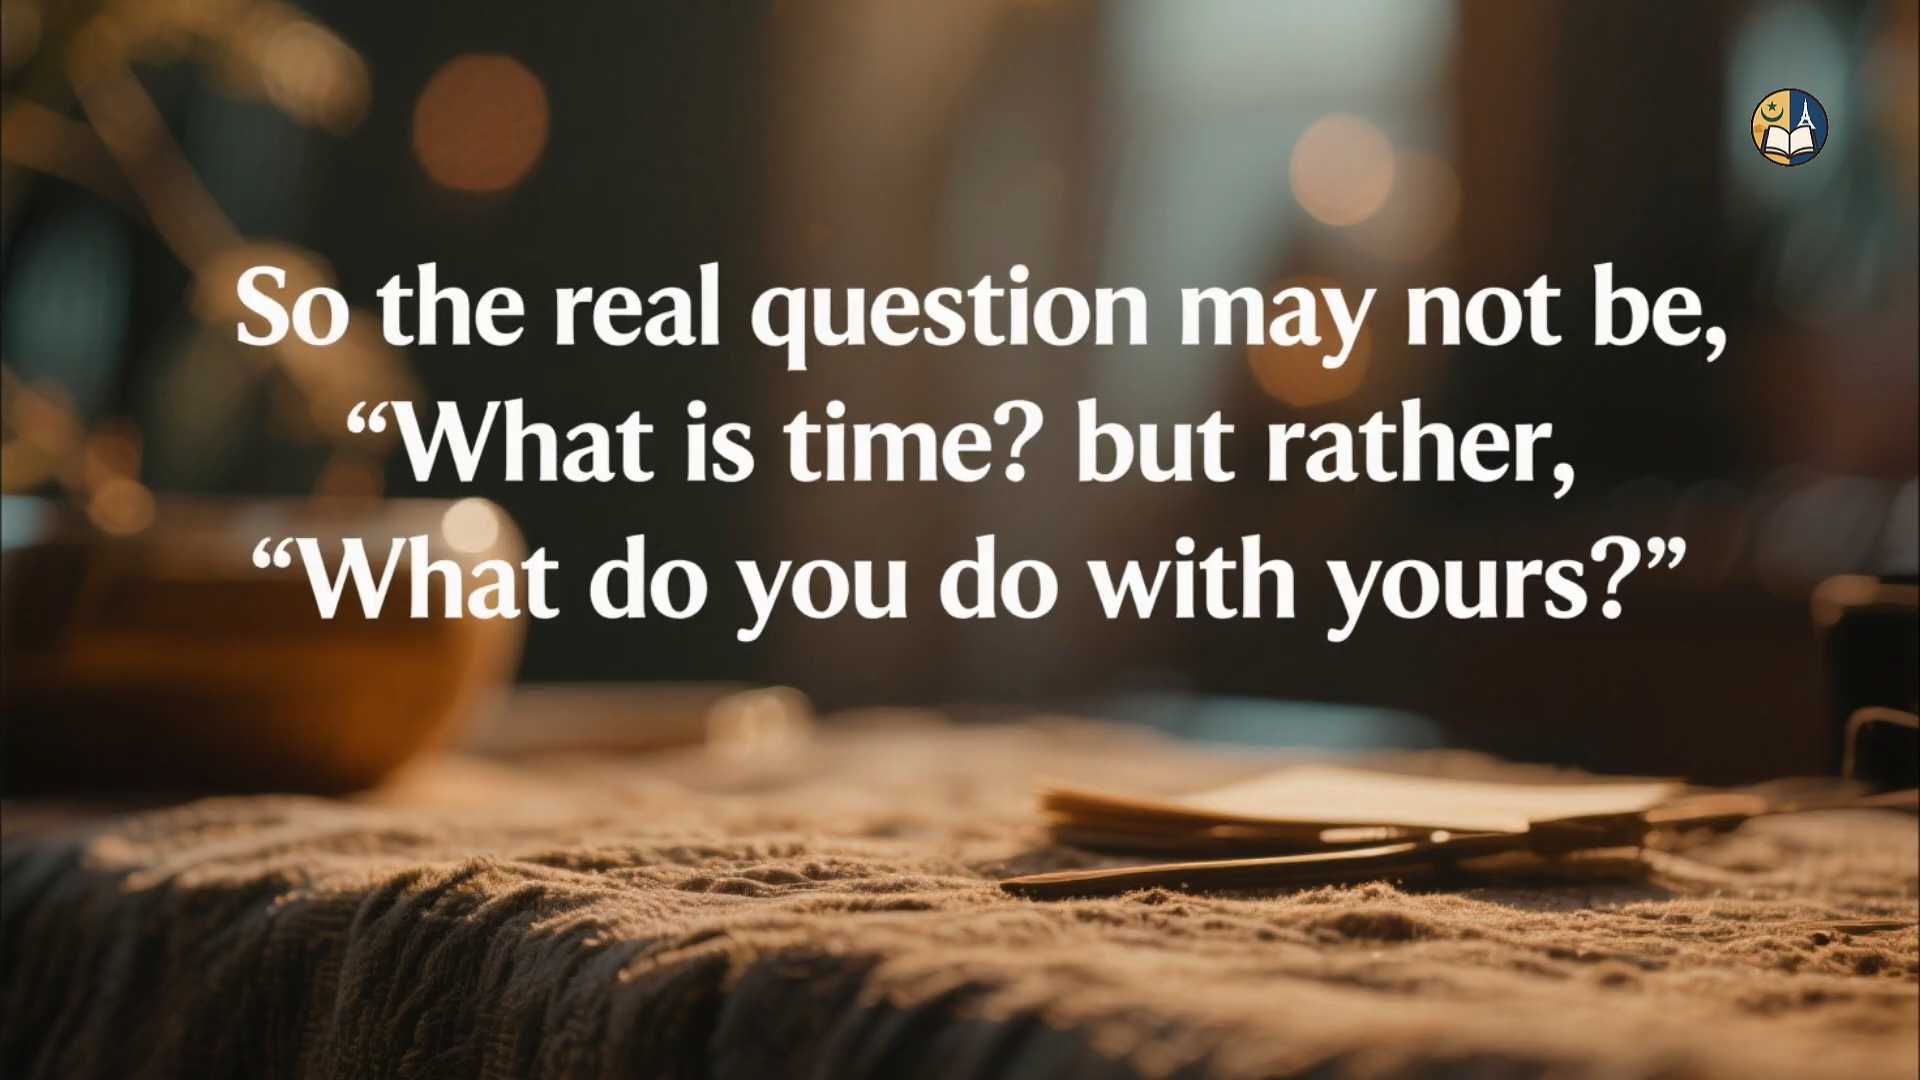 So the real question may not be,
“What is time? but rather,
“What do you do with yours?”